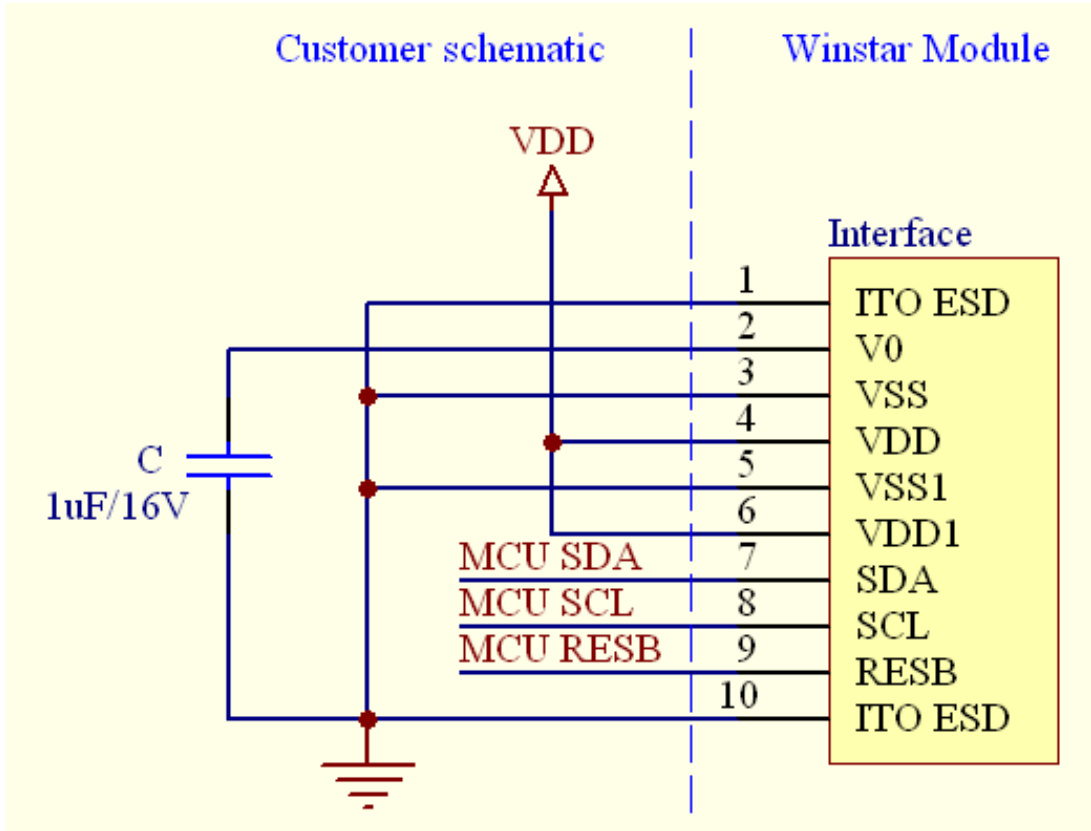 Customer schematic
Winstar Module
VDD
Interface
1
ITO ESD
2
V0
3
VSS
4
VDD
C
1uF/16V
5
VSS1
6
VDD1
MCU SDA
7
SDA
MCU SCL
8
SCL
MCU RESB
9
RESB
10
ITO ESD